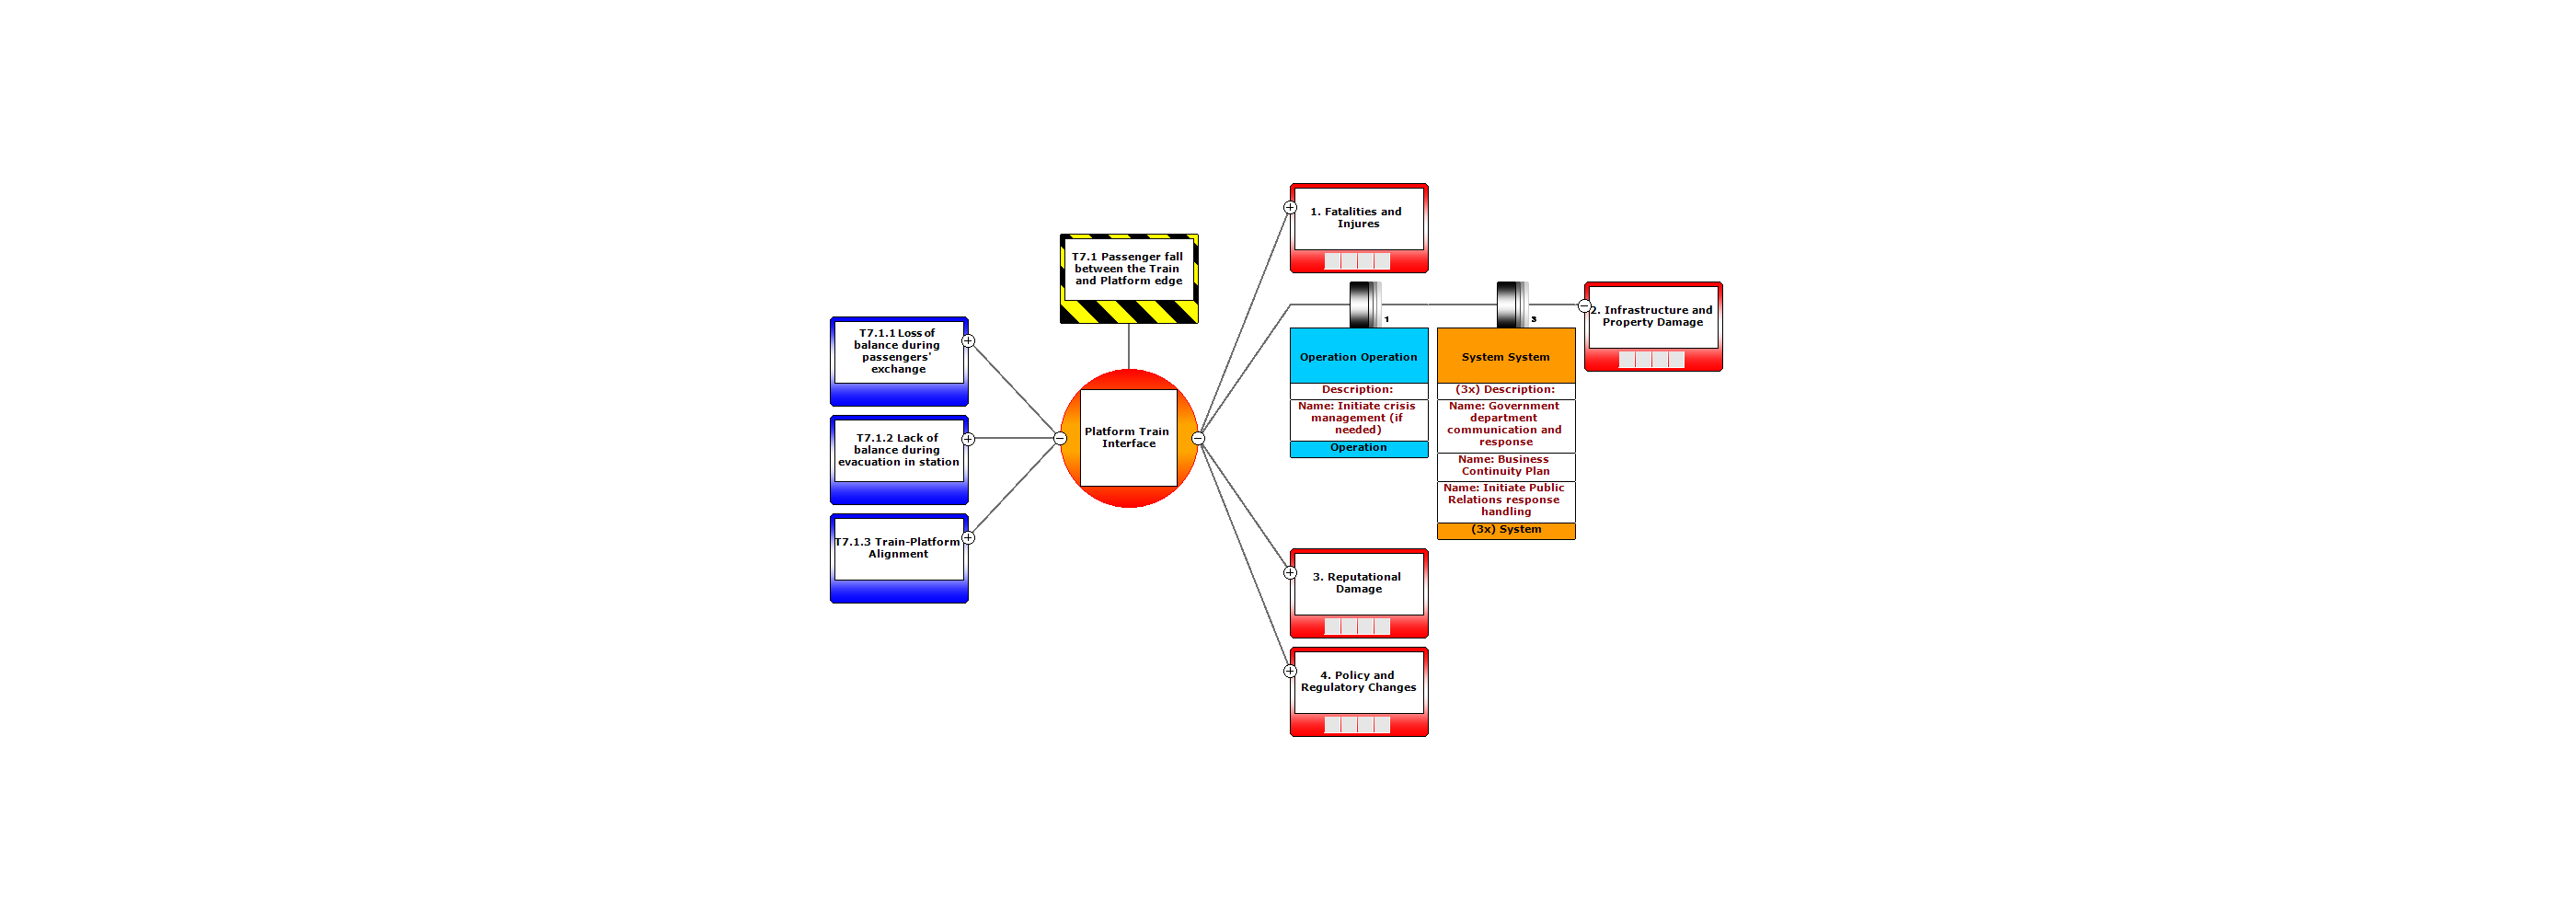 T7.1 Passenger fall
between the Train
and Platform edge
Platform Train
Interface
T7.1.1 Loss of
balance during
passengers'
exchange
T7.1.2 Lack of
balance during
evacuation in station
T7.1.3 Train-Platform
Alignment
1. Fatalities and
Injures
1
3
2. Infrastructure and
Property Damage
Operation Operation
Description:
Name: Initiate crisis
management (if
needed)
Operation
System System
(3x) Description:
Name: Government
department
communication and
response
Name: Business
Continuity Plan
Name: Initiate Public
Relations response
handling
(3x) System
3. Reputational
Damage
4. Policy and
Regulatory Changes